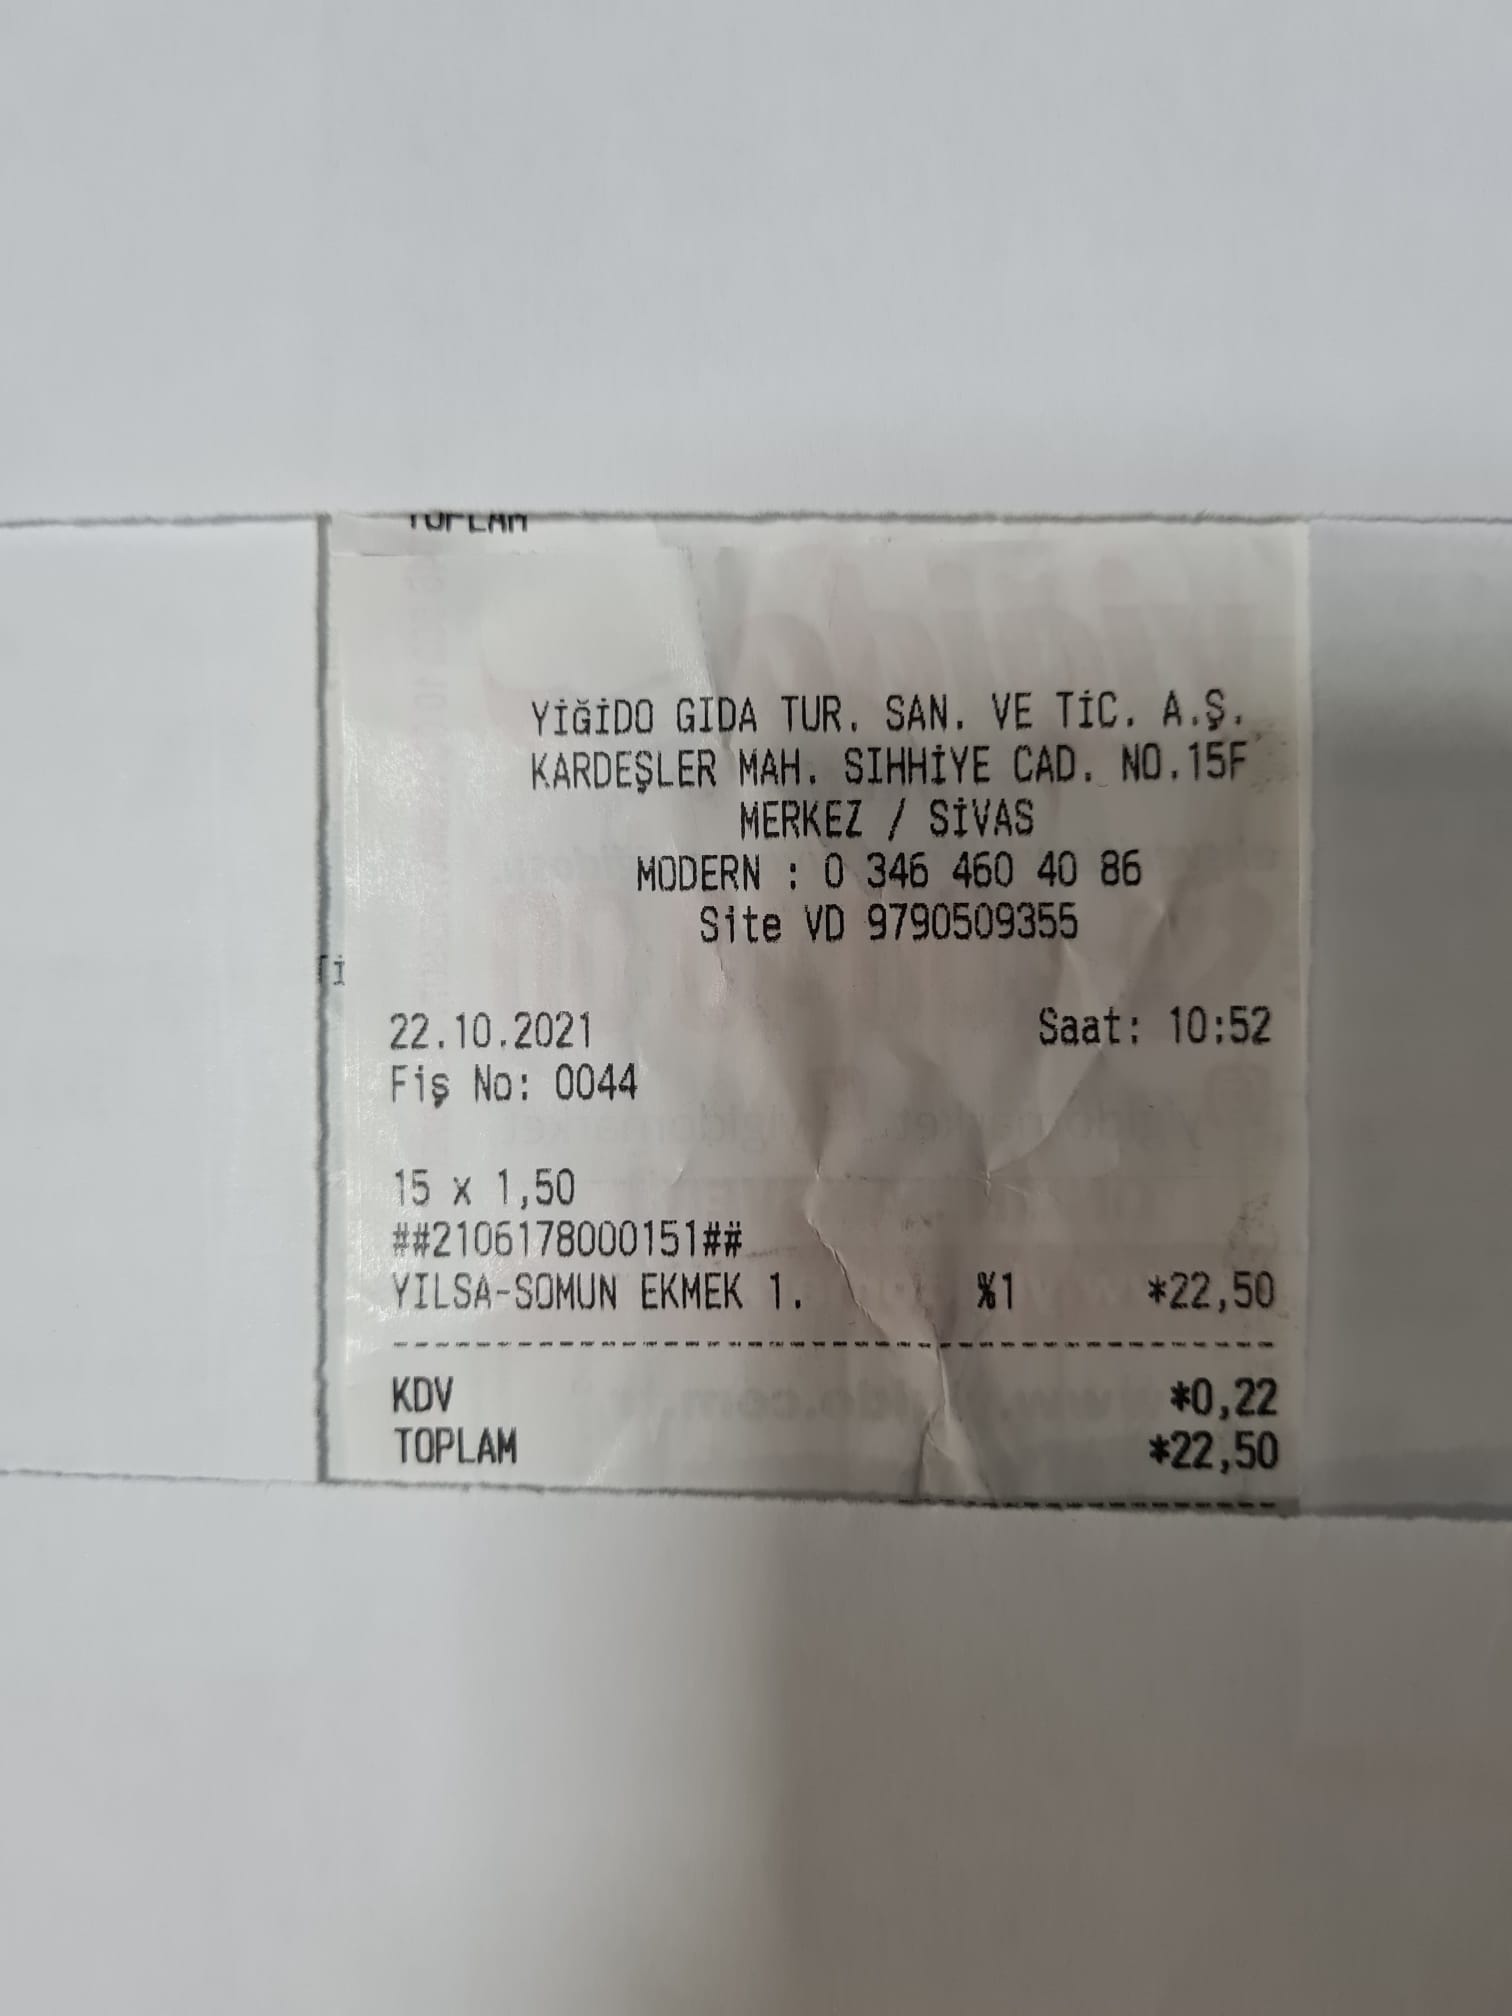 TOPLAM
YİĞİDO GIDA TUR. SAN. VE TİC. A.Ş.
KARDEŞLER MAH. SIHHİYE CAD. NO.15F
MERKEZ / SİVAS
MODERN : 0 346 460 40 86
Site VD 9790509355
22.10.2021 Saat: 10:52
Fiş No: 0044
15 x 1,50
##2106178000151##
YILSA-SOMUN EKMEK 1. %1 *22,50
KDV *0,22
TOPLAM *22,50